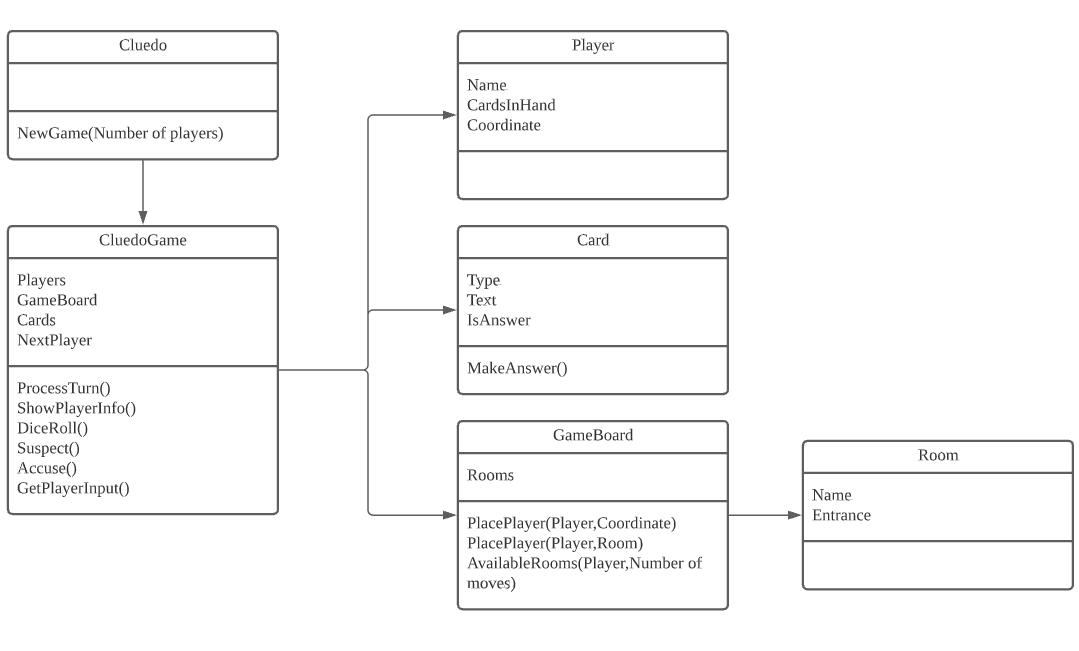 Cluedo
NewGame(Number of players)
CluedoGame
Players
GameBoard
Cards
NextPlayer
ProcessTurn()
ShowPlayerInfo()
DiceRoll()
Suspect()
Accuse()
GetPlayerInput()
Player
Name
CardsInHand
Coordinate
Card
Type
Text
IsAnswer
MakeAnswer()
GameBoard
Rooms
PlacePlayer(Player,Coordinate)
PlacePlayer(Player,Room)
AvailableRooms(Player,Number of
moves)
Room
Name
Entrance